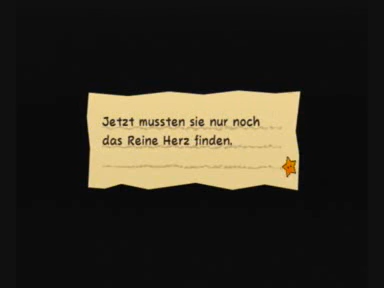 Jetzt mussten sie nur noch
das Reine Herz finden.